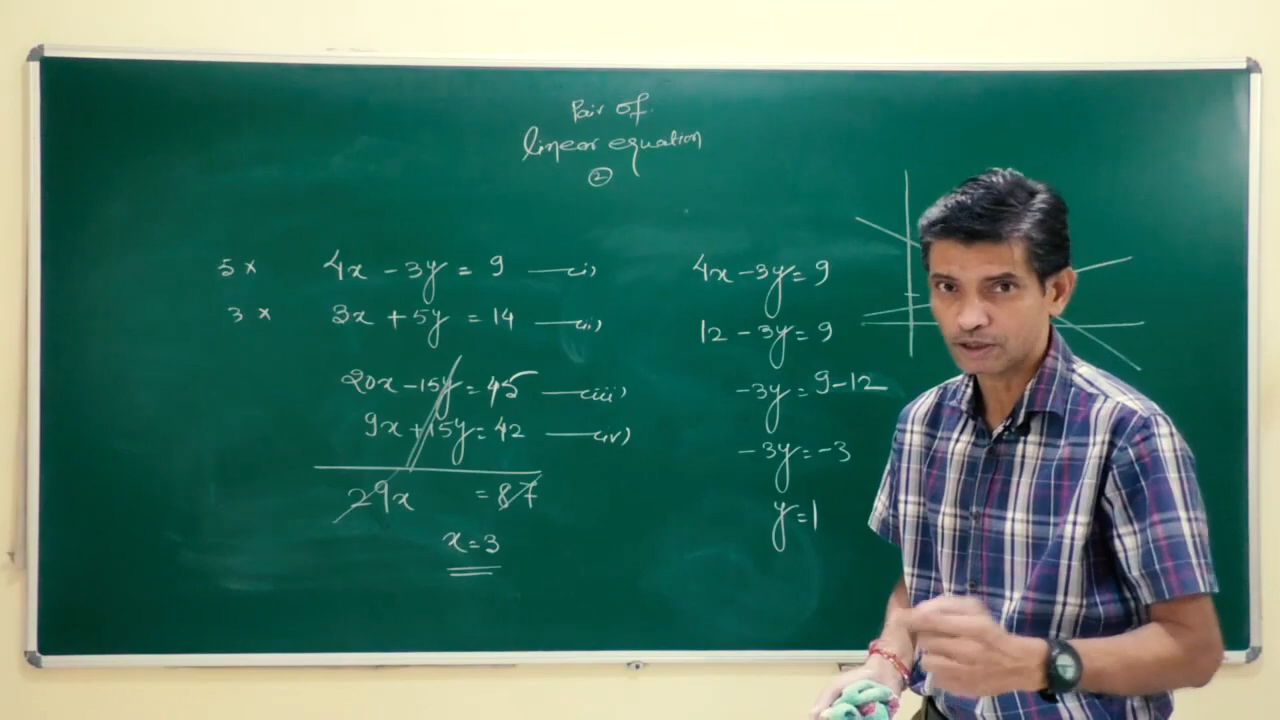 Pair of
linear equation
2
5 × 4x - 3y = 9 —(i)
3 × 3x + 5y = 14 —(ii)
20x - 15y = 45 —(iii)
9x + 15y = 42 —(iv)
29x = 87
x = 3
4x - 3y = 9
12 - 3y = 9
-3y = 9 - 12
-3y = -3
y = 1